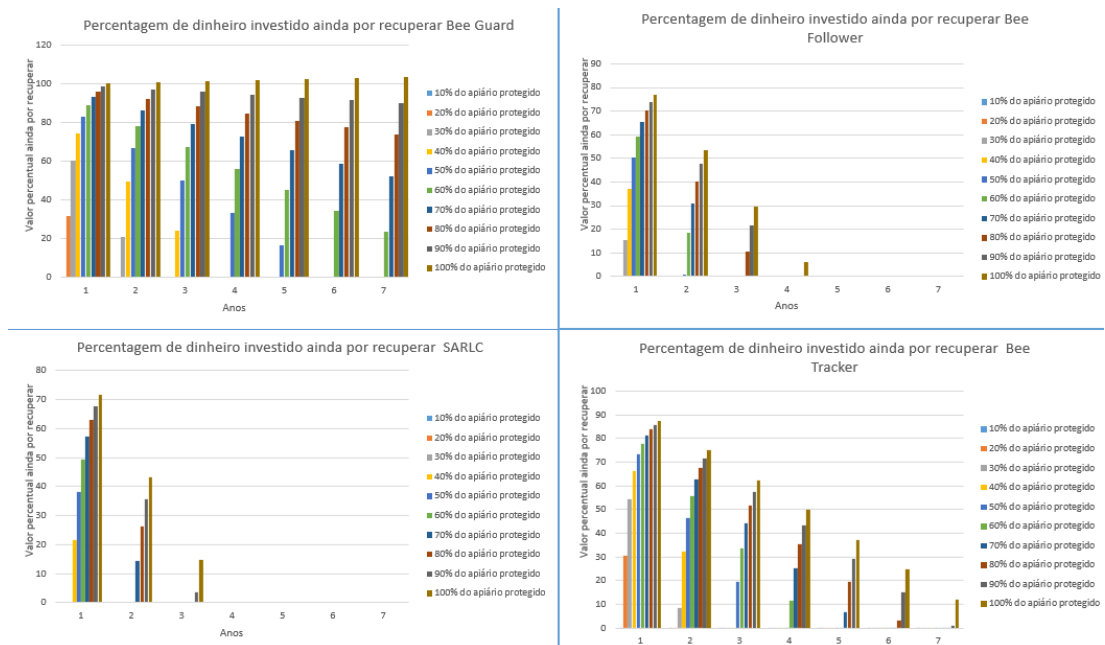 Percentagem de dinheiro investido ainda por recuperar Bee Guard
Valor percentual ainda por recuperar
120
100
80
60
40
20
0
1 2 3 4 5 6 7
Anos
10% do apiário protegido
20% do apiário protegido
30% do apiário protegido
40% do apiário protegido
50% do apiário protegido
60% do apiário protegido
70% do apiário protegido
80% do apiário protegido
90% do apiário protegido
100% do apiário protegido
Percentagem de dinheiro investido ainda por recuperar Bee
Follower
Valor percentual ainda por recuperar
90
80
70
60
50
40
30
20
10
0
1 2 3 4 5 6 7
Anos
10% do apiário protegido
20% do apiário protegido
30% do apiário protegido
40% do apiário protegido
50% do apiário protegido
60% do apiário protegido
70% do apiário protegido
80% do apiário protegido
90% do apiário protegido
100% do apiário protegido
Percentagem de dinheiro investido ainda por recuperar SARLC
Valor percentual ainda por recuperar
80
70
60
50
40
30
20
10
0
1 2 3 4 5 6 7
Anos
10% do apiário protegido
20% do apiário protegido
30% do apiário protegido
40% do apiário protegido
50% do apiário protegido
60% do apiário protegido
70% do apiário protegido
80% do apiário protegido
90% do apiário protegido
100% do apiário protegido
Percentagem de dinheiro investido ainda por recuperar Bee
Tracker
Valor percentual ainda por recuperar
100
90
80
70
60
50
40
30
20
10
0
1 2 3 4 5 6 7
Anos
10% do apiário protegido
20% do apiário protegido
30% do apiário protegido
40% do apiário protegido
50% do apiário protegido
60% do apiário protegido
70% do apiário protegido
80% do apiário protegido
90% do apiário protegido
100% do apiário protegido